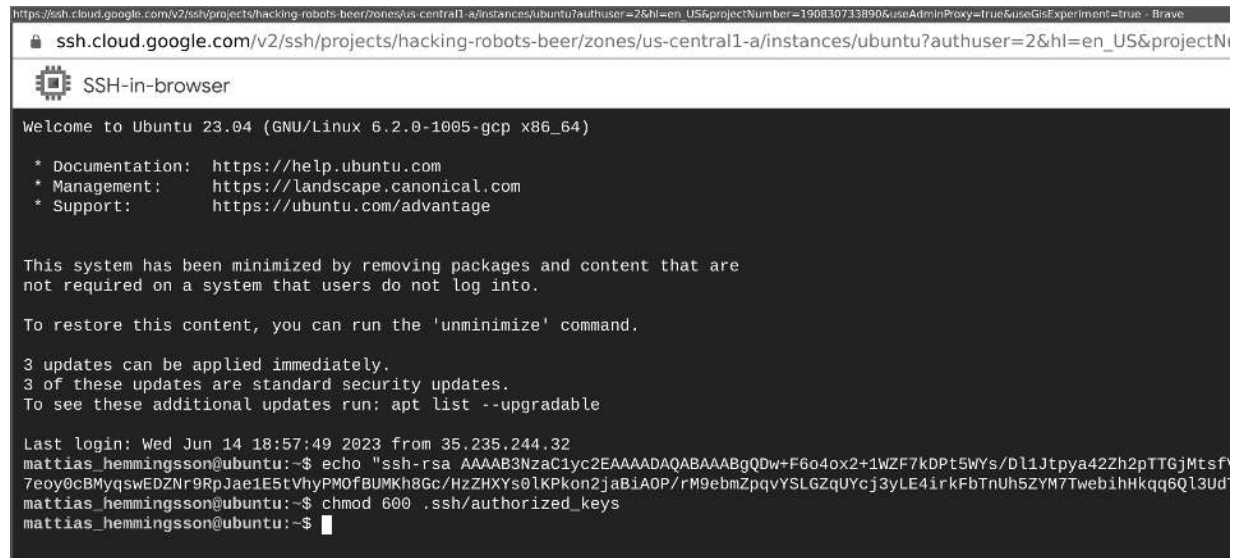 https://ssh.cloud.google.com/v2/ssh/projects/hacking-robots-beer/zones/us-central1-a/instances/ubuntu?authuser=2&hl=en_US&projectNumber=190830733890&useAdminProxy=true&useGisExperiment=true - Brave
ssh.cloud.google.com/v2/ssh/projects/hacking-robots-beer/zones/us-central1-a/instances/ubuntu?authuser=2&hl=en_US&projectNu
SSH-in-browser
Welcome to Ubuntu 23.04 (GNU/Linux 6.2.0-1005-gcp x86_64)
* Documentation: https://help.ubuntu.com
* Management: https://landscape.canonical.com
* Support: https://ubuntu.com/advantage
This system has been minimized by removing packages and content that are
not required on a system that users do not log into.
To restore this content, you can run the 'unminimize' command.
3 updates can be applied immediately.
3 of these updates are standard security updates.
To see these additional updates run: apt list --upgradable
Last login: Wed Jun 14 18:57:49 2023 from 35.235.244.32
mattias_hemmingsson@ubuntu:~$ echo "ssh-rsa AAAAB3NzaC1yc2EAAAADAQABAAABgQDw+F6o4ox2+1WZF7kDPt5WYs/Dl1Jtpya42Zh2pTTGjMtsfV
7eoy0cBMyqswEDZNr9RpJae1E5tVhyPMOfBUMKh8Gc/HzZHXYs0lKPkon2jaBiAOP/rM9ebmZpqvYSLGZqUYcj3yLE4irkFbTnUh5ZYM7TwebihHkqq6Ql3Ud
mattias_hemmingsson@ubuntu:~$ chmod 600 .ssh/authorized_keys
mattias_hemmingsson@ubuntu:~$